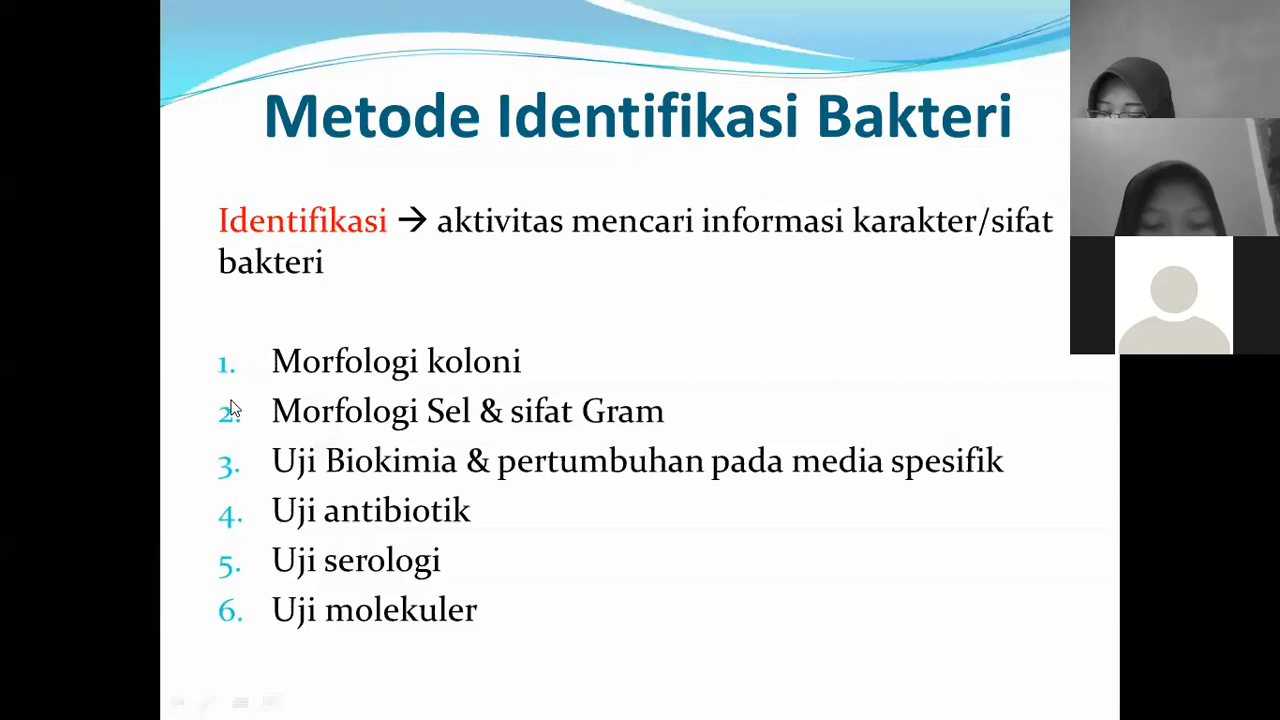 Metode Identifikasi Bakteri
Identifikasi → aktivitas mencari informasi karakter/sifat
bakteri
1. Morfologi koloni
2. Morfologi Sel & sifat Gram
3. Uji Biokimia & pertumbuhan pada media spesifik
4. Uji antibiotik
5. Uji serologi
6. Uji molekuler